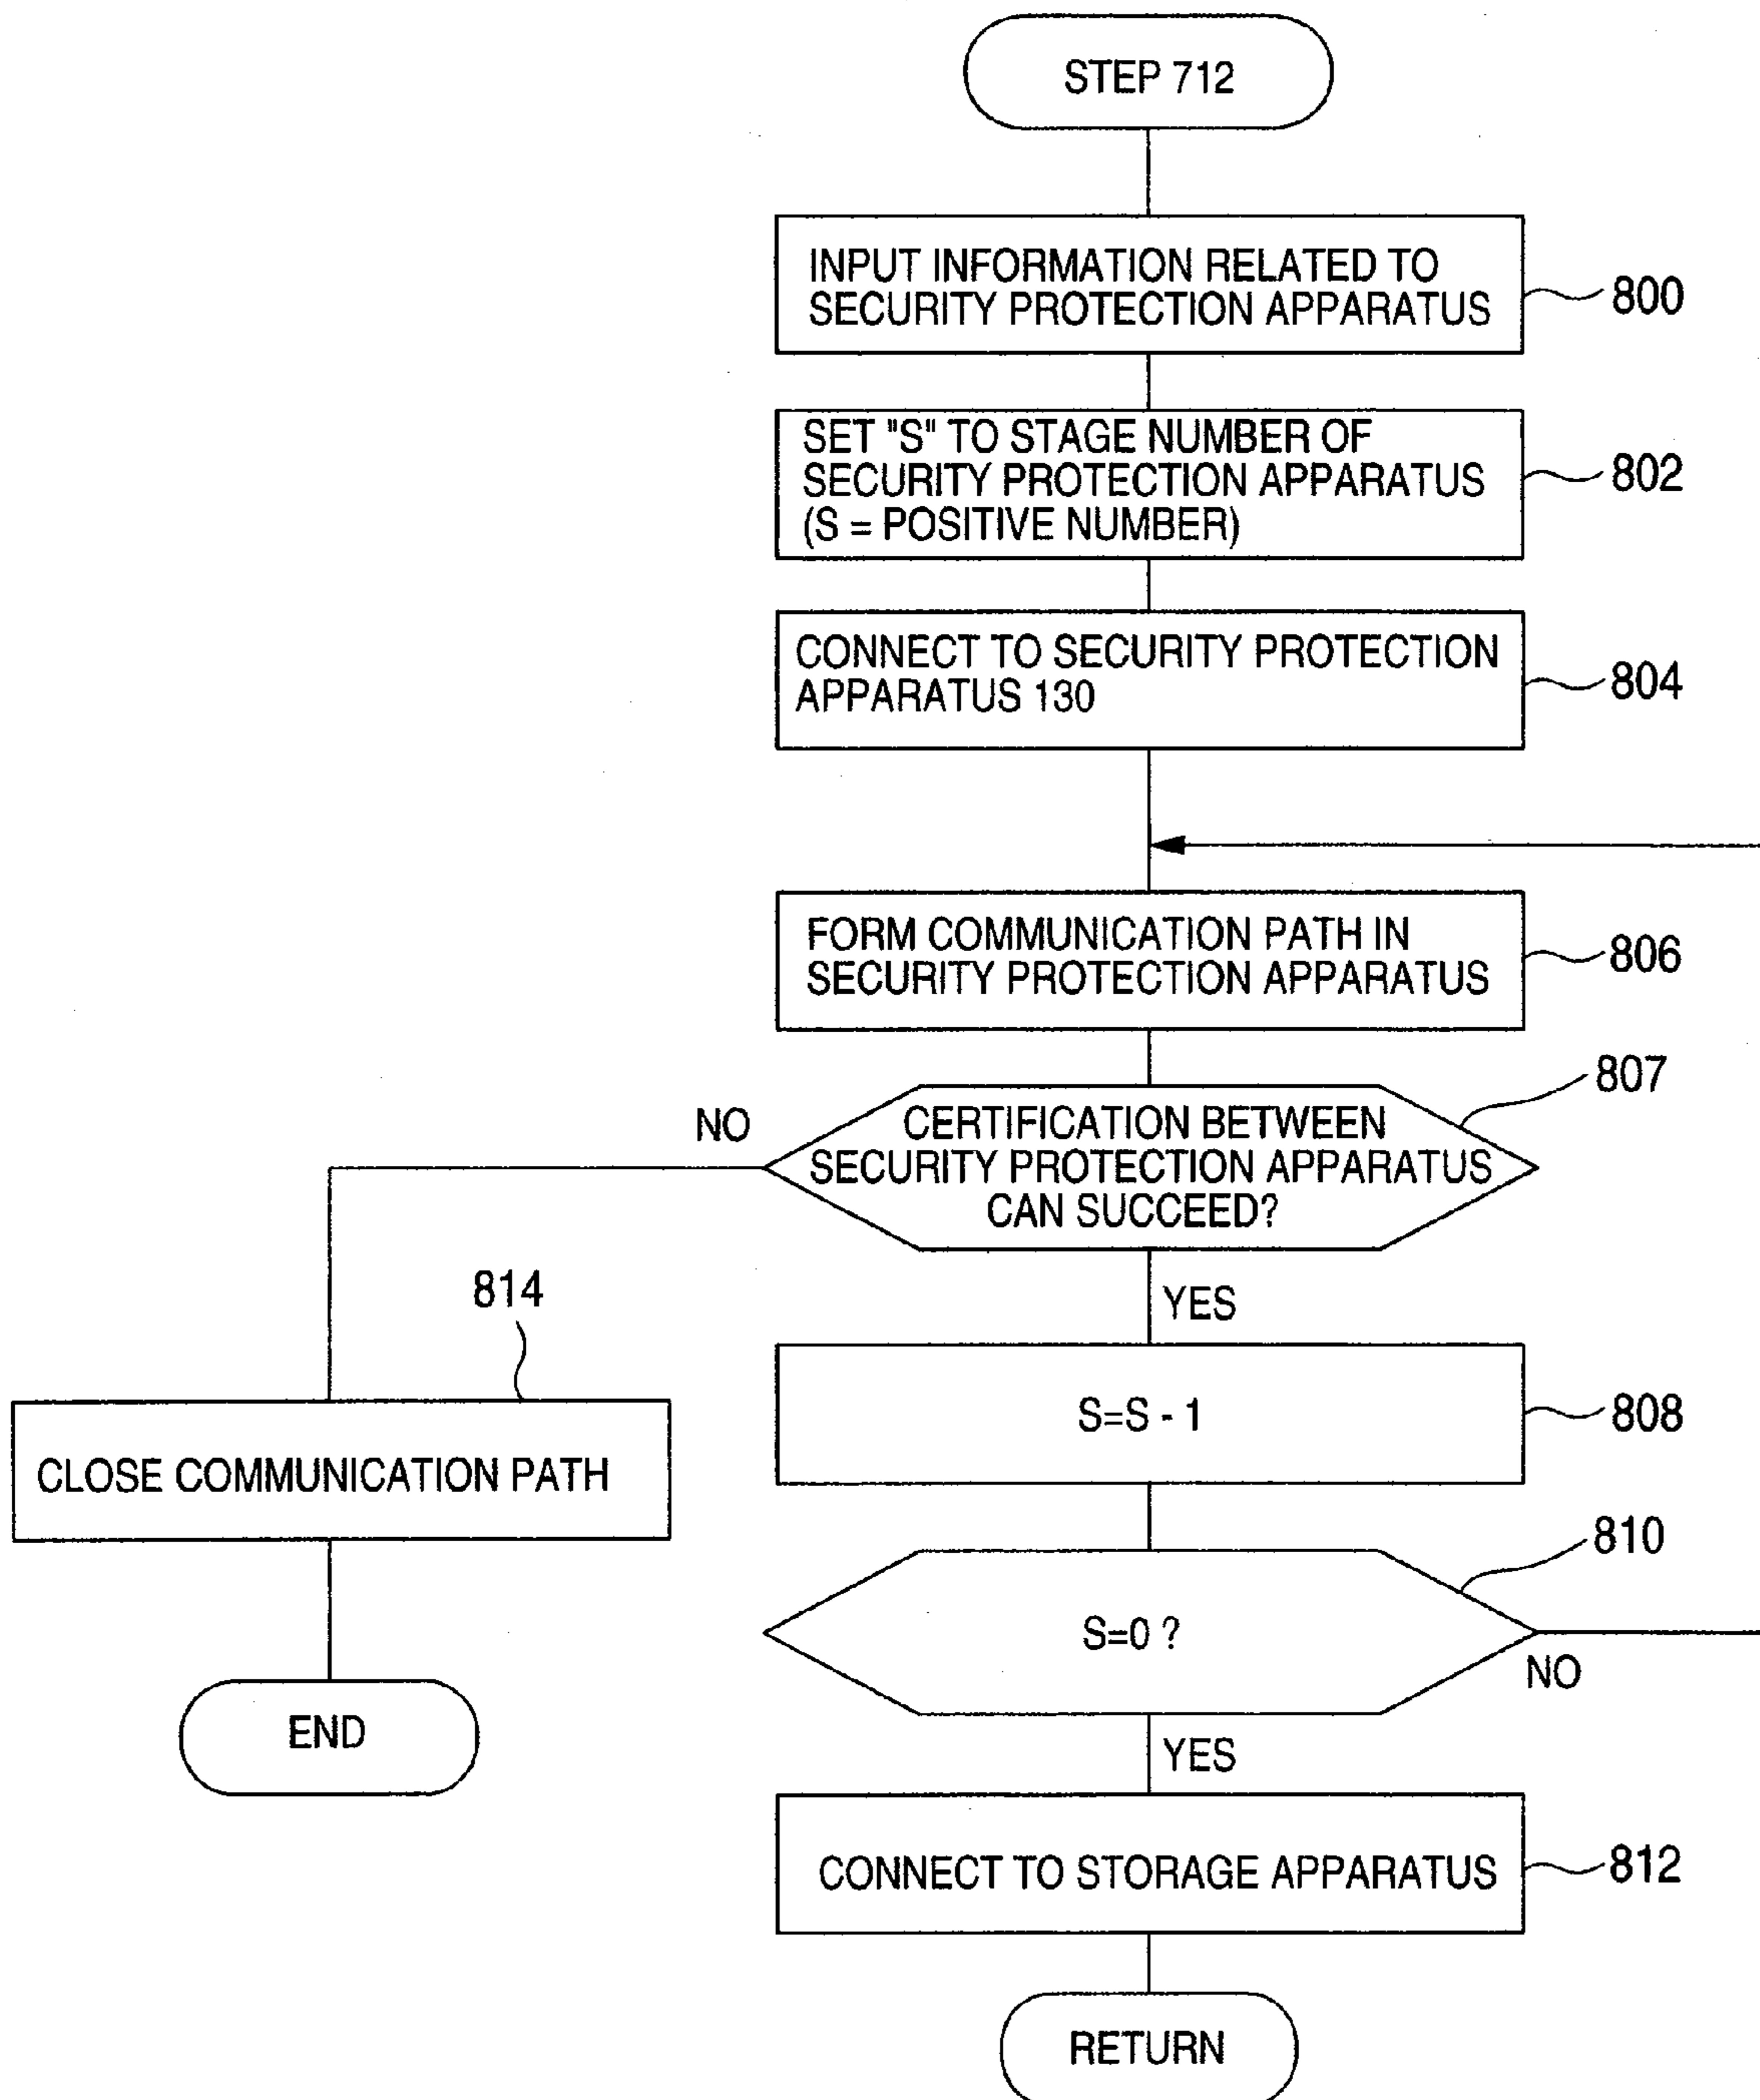 STEP 712
INPUT INFORMATION RELATED TO
SECURITY PROTECTION APPARATUS
800
SET "S" TO STAGE NUMBER OF
SECURITY PROTECTION APPARATUS
(S = POSITIVE NUMBER)
802
CONNECT TO SECURITY PROTECTION
APPARATUS 130
804
FORM COMMUNICATION PATH IN
SECURITY PROTECTION APPARATUS
806
807
NO
CERTIFICATION BETWEEN
SECURITY PROTECTION APPARATUS
CAN SUCCEED?
YES
814
CLOSE COMMUNICATION PATH
END
S=S - 1
808
810
S=0 ?
NO
YES
CONNECT TO STORAGE APPARATUS
812
RETURN